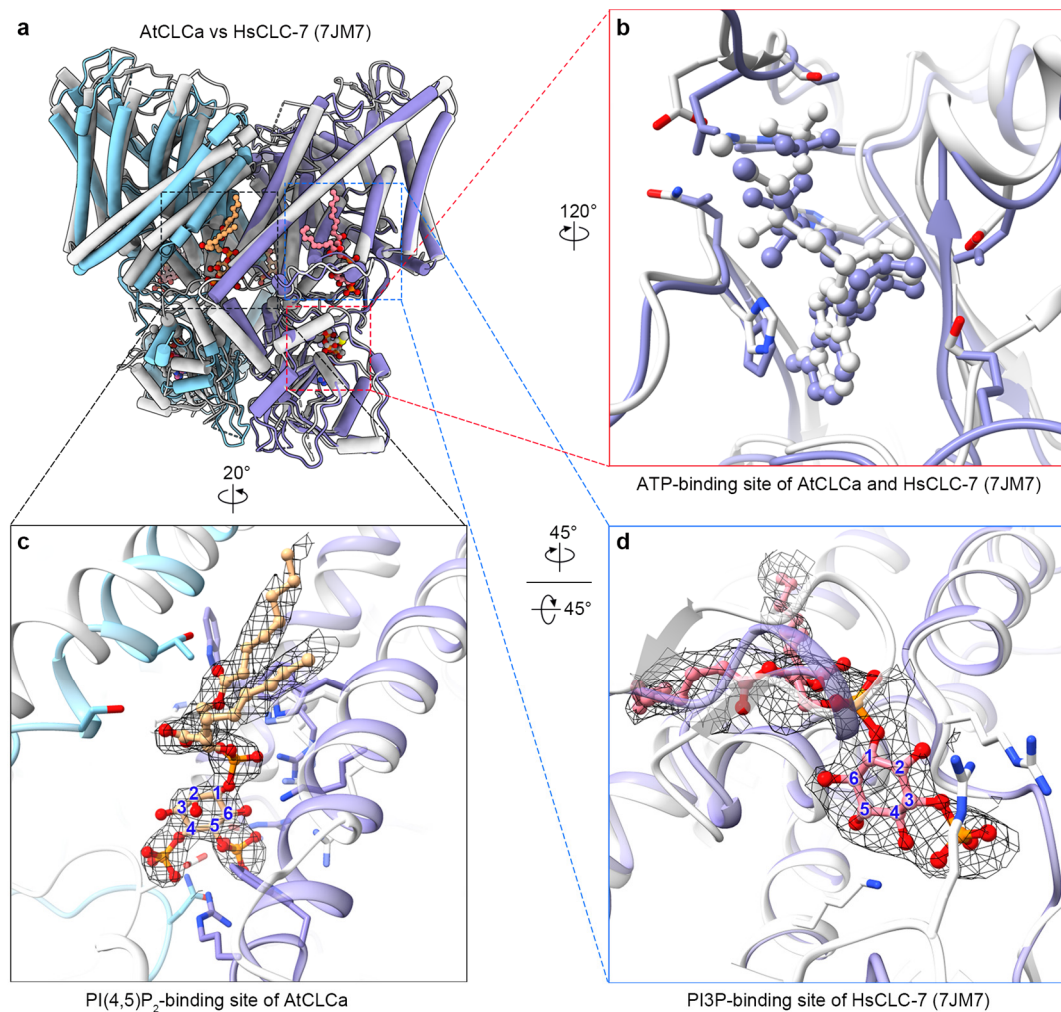 a
AtCLCa vs HsCLC-7 (7JM7)
b
120°
ATP-binding site of AtCLCa and HsCLC-7 (7JM7)
20°
c
1
2
3
4
5
6
PI(4,5)P₂-binding site of AtCLCa
45°
45°
d
1
2
3
4
5
6
PI3P-binding site of HsCLC-7 (7JM7)